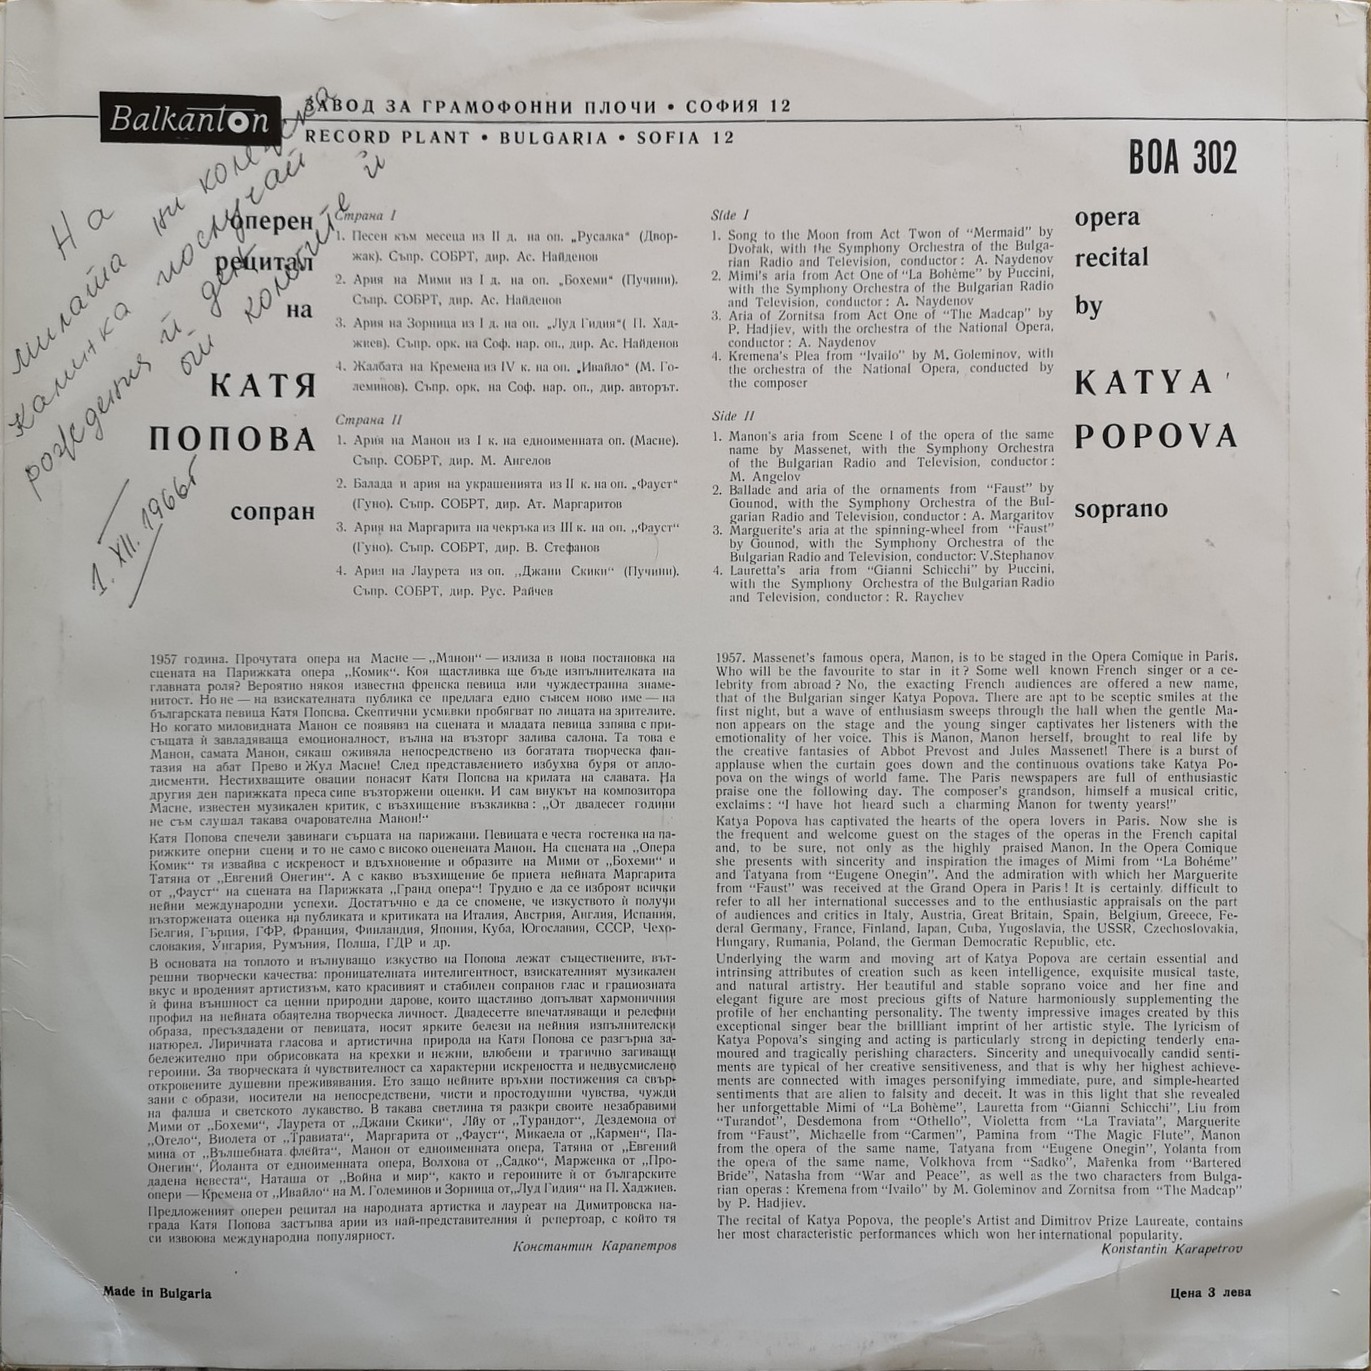 Balkanton
ЗАВОД ЗА ГРАМОФОННИ ПЛОЧИ • СОФИЯ 12
RECORD PLANT • BULGARIA • SOFIA 12
ВОА 302
На
милата ни колежка
Калинка по случай
рождения й ден
от колегите й
1. XII. 1966г
оперен
рецитал
на
КАТЯ
ПОПОВА
сопран
Страна I
1. Песен към месеца из II д. на оп. „Русалка“ (Двор-
жак). Съпр. СОБРТ, дир. Ас. Найденов
2. Ария на Мими из I д. на оп. „Бохеми“ (Пучини).
Съпр. СОБРТ, дир. Ас. Найденов
3. Ария на Зорница из I д. на оп. „Луд Гидия“( П. Хад-
жиев). Съпр. орк. на Соф. нар. оп., дир. Ас. Найденов
4. Жалбата на Кремена из IV к. на оп. „Ивайло“ (М. Го-
леминов). Съпр. орк. на Соф. нар. оп., дир. авторът.
Страна II
1. Ария на Манон из I к. на едноименната оп. (Масне).
Съпр. СОБРТ, дир. М. Ангелов
2. Балада и ария на украшенията из II к. на оп. „Фауст“
(Гуно). Съпр. СОБРТ, дир. Ат. Маргаритов
3. Ария на Маргарита на чекръка из III к. на оп. „Фауст“
(Гуно). Съпр. СОБРТ, дир. В. Стефанов
4. Ария на Лаурета из оп. „Джани Скики“ (Пучини).
Съпр. СОБРТ, дир. Рус. Райчев
Side I
1. Song to the Moon from Act Twon of “Mermaid” by
Dvořak, with the Symphony Orchestra of the Bulga-
rian Radio and Television, conductor : A. Naydenov
2. Mimi's aria from Act One of “La Bohème” by Puccini,
with the Symphony Orchestra of the Bulgarian Radio
and Television, conductor : A. Naydenov
3. Aria of Zornitsa from Act One of “The Madcap” by
P. Hadjiev, with the orchestra of the National Opera,
conductor : A. Naydenov
4. Kremena's Plea from “Ivailo” by M. Goleminov, with
the orchestra of the National Opera, conducted by
the composer
Side II
1. Manon's aria from Scene I of the opera of the same
name by Massenet, with the Symphony Orchestra
of the Bulgarian Radio and Television, conductor :
M. Angelov
2. Ballade and aria of the ornaments from “Faust” by
Gounod, with the Symphony Orchestra of the Bul-
garian Radio and Television, conductor : A. Margaritov
3. Marguerite's aria at the spinning-wheel from “Faust”
by Gounod, with the Symphony Orchestra of the
Bulgarian Radio and Television, conductor: V.Stephanov
4. Lauretta's aria from “Gianni Schicchi” by Puccini,
with the Symphony Orchestra of the Bulgarian Radio
and Television, conductor : R. Raychev
opera
recital
by
KATYA
POPOVA
soprano
1957 година. Прочутата опера на Масне — „Манон“ — излиза в нова постановка на
сцената на Парижката опера „Комик“. Коя щастливка ще бъде изпълнителката на
главната роля? Вероятно някоя известна френска певица или чуждестранна знаме-
нитост. Но не — на взискателната публика се предлага едно съвсем ново име — на
българската певица Катя Попова. Скептични усмивки пробягват по лицата на зрителите.
Но когато миловидната Манон се появява на сцената и младата певица запява с при-
същата ѝ завладяваща емоционалност, вълна на възторг залива салона. Та това е
Манон, самата Манон, сякаш оживяла непосредствено из богатата творческа фан-
тазия на абат Прево и Жул Масне! След представлението избухва буря от апло-
дисменти. Нестихващите овации понасят Катя Попова на крилата на славата. На
другия ден парижката преса сипе възторжени оценки. И сам внукът на композитора
Масне, известен музикален критик, с възхищение възкликва : „От двадесет години
не съм слушал такава очарователна Манон!“
Катя Попова спечели завинаги сърцата на парижани. Певицата е честа гостенка на па-
рижките оперни сцени и то не само с високо оценената Манон. На сцената на „Опера
Комик“ тя извайва с искреност и вдъхновение и образите на Мими от „Бохеми“ и
Татяна от „Евгений Онегин“. А с какво възхищение бе приета нейната Маргарита
от „Фауст“ на сцената на Парижката „Гранд опера“! Трудно е да се изброят всички
нейни международни успехи. Достатъчно е да се спомене, че изкуството ѝ получи
възторжената оценка на публиката и критиката на Италия, Австрия, Англия, Испания,
Белгия, Гърция, ГФР, Франция, Финландия, Япония, Куба, Югославия, СССР, Чехо-
словакия, Унгария, Румъния, Полша, ГДР и др.
В основата на топлото и вълнуващо изкуство на Попова лежат съществените, вът-
решни творчески качества: проницателната интелигентност, взискателният музикален
вкус и вроденият артистизъм, като красивият и стабилен сопранов глас и грациозната
ѝ фина външност са ценни природни дарове, които щастливо допълват хармоничния
профил на нейната обаятелна творческа личност. Двадесетте впечатляващи и релефни
образа, пресъздадени от певицата, носят ярките белези на нейния изпълнителски
натюрел. Лиричната гласова и артистична природа на Катя Попова се разгърна за-
бележително при обрисовката на крехки и нежни, влюбени и трагично загиващи
героини. За творческата ѝ чувствителност са характерни искреността и недвусмислено
откровените душевни преживявания. Ето защо нейните връхни постижения са свър-
зани с образи, носители на непосредствени, чисти и простодушни чувства, чужди
на фалша и светското лукавство. В такава светлина тя разкри своите незабравими
Мими от „Бохеми“, Лаурета от „Джани Скики“, Лйу от „Турандот“, Дездемона от
„Отело“, Виолета от „Травиата“, Маргарита от „Фауст“, Микаела от „Кармен“, Па-
мина от „Вълшебната флейта“, Манон от едноименната опера, Татяна от „Евгений
Онегин“, Йоланта от едноименната опера, Волхова от „Садко“, Марженка от „Про-
дадена невеста“, Наташа от „Война и мир“, както и героините ѝ от българските
опери — Кремена от „Ивайло“ на М. Големинов и Зорница от„Луд Гидия“ на П. Хаджиев.
Предложеният оперен рецитал на народната артистка и лауреат на Димитровска на-
града Катя Попова застъпва арии из най-представителния ѝ репертоар, с който тя
си извоюва международна популярност.
Константин Карапетров
1957. Massenet's famous opera, Manon, is to be staged in the Opera Comique in Paris.
Who will be the favourite to star in it ? Some well known French singer or a ce-
lebrity from abroad ? No, the exacting French audiences are offered a new name,
that of the Bulgarian singer Katya Popova. There are apt to be sceptic smiles at the
first night, but a wave of enthusiasm sweeps through the hall when the gentle Ma-
non appears on the stage and the young singer captivates her listeners with the
emotionality of her voice. This is Manon, Manon herself, brought to real life by
the creative fantasies of Abbot Prevost and Jules Massenet! There is a burst of
applause when the curtain goes down and the continuous ovations take Katya Po-
pova on the wings of world fame. The Paris newspapers are full of enthusiastic
praise one the following day. The composer's grandson, himself a musical critic,
exclaims : “I have hot heard such a charming Manon for twenty years!”
Katya Popova has captivated the hearts of the opera lovers in Paris. Now she is
the frequent and welcome guest on the stages of the operas in the French capital
and, to be sure, not only as the highly praised Manon. In the Opera Comique
she presents with sincerity and inspiration the images of Mimi from “La Bohéme”
and Tatyana from “Eugene Onegin”. And the admiration with which her Marguerite
from “Faust” was received at the Grand Opera in Paris ! It is certainly difficult to
refer to all her international successes and to the enthusiastic appraisals on the part
of audiences and critics in Italy, Austria, Great Britain, Spain, Belgium, Greece, Fe-
deral Germany, France, Finland, Iapan, Cuba, Yugoslavia, the USSR, Czechoslovakia,
Hungary, Rumania, Poland, the German Democratic Republic, etc.
Underlying the warm and moving art of Katya Popova are certain essential and
intrinsing attributes of creation such as keen intelligence, exquisite musical taste,
and natural artistry. Her beautiful and stable soprano voice and her fine and
elegant figure are most precious gifts of Nature harmoniously supplementing the
profile of her enchanting personality. The twenty impressive images created by this
exceptional singer bear the briilliant imprint of her artistic style. The lyricism of
Katya Popova's singing and acting is particularly strong in depicting tenderly ena-
moured and tragically perishing characters. Sincerity and unequivocally candid senti-
ments are typical of her creative sensitiveness, and that is why her highest achieve-
ments are connected with images personifying immediate, pure, and simple-hearted
sentiments that are alien to falsity and deceit. It was in this light that she revealed
her unforgettable Mimi of “La Bohème”, Lauretta from “Gianni Schicchi”, Liu from
“Turandot”, Desdemona from “Othello”, Violetta from “La Traviata”, Marguerite
from “Faust”, Michaelle from “Carmen”, Pamina from “The Magic Flute”, Manon
from the opera of the same name, Tatyana from “Eugene Onegin”, Yolanta from
the opera of the same name, Volkhova from “Sadko”, Mařenka from “Bartered
Bride”, Natasha from “War and Peace”, as well as the two characters from Bulga-
rian operas : Kremena from “Ivailo” by M. Goleminov and Zornitsa from “The Madcap”
by P. Hadjiev.
The recital of Katya Popova, the people's Artist and Dimitrov Prize Laureate, contains
her most characteristic performances which won her international popularity.
Konstantin Karapetrov
Made in Bulgaria
Цена 3 лева